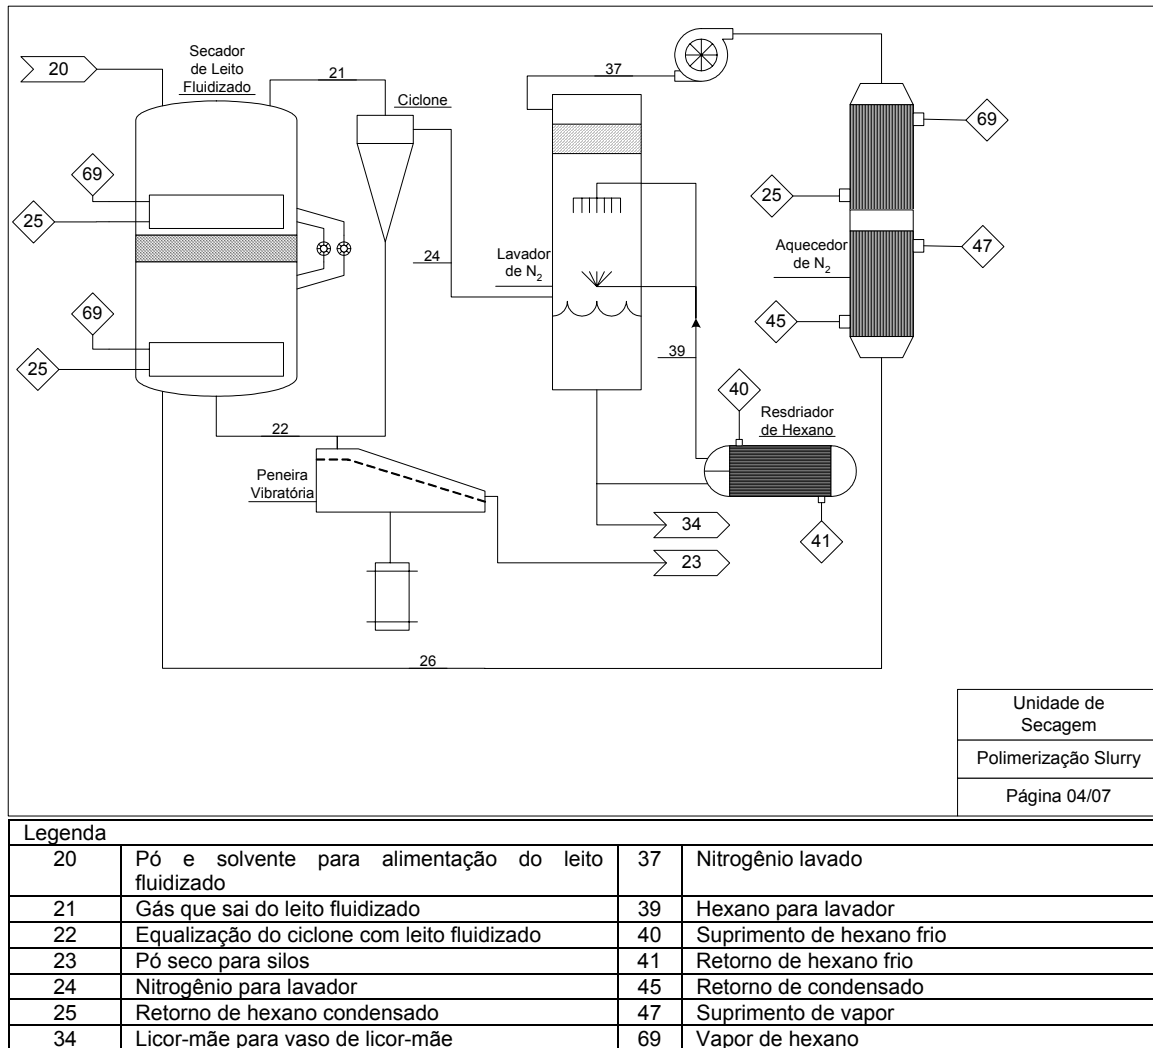 20
Secador
de Leito
Fluidizado
21
Ciclone
37
69
69
25
25
24
Lavador
de N2
Aquecedor
de N2
47
69
45
25
39
40
Resdriador
de Hexano
22
Peneira
Vibratória
34
41
23
26
Unidade de
Secagem
Polimerização Slurry
Página 04/07
Legenda
20 Pó e solvente para alimentação do leito 37 Nitrogênio lavado
fluidizado
21 Gás que sai do leito fluidizado 39 Hexano para lavador
22 Equalização do ciclone com leito fluidizado 40 Suprimento de hexano frio
23 Pó seco para silos 41 Retorno de hexano frio
24 Nitrogênio para lavador 45 Retorno de condensado
25 Retorno de hexano condensado 47 Suprimento de vapor
34 Licor-mãe para vaso de licor-mãe 69 Vapor de hexano